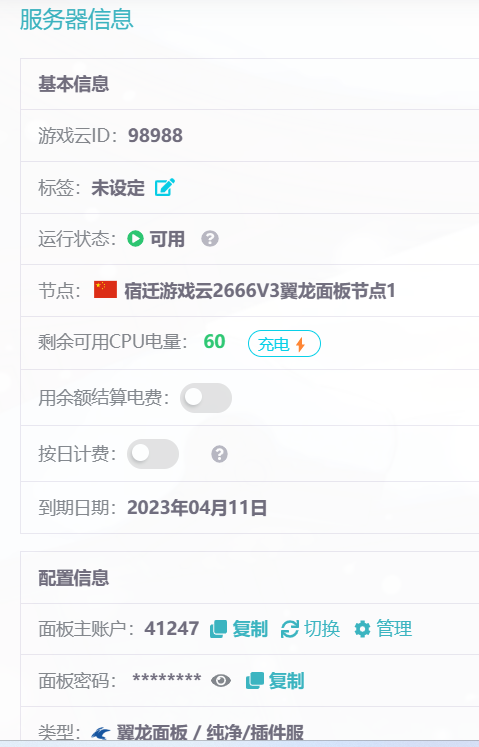 服务器信息
基本信息
游戏云ID：98988
标签：未设定
运行状态：可用
节点：宿迁游戏云2666V3翼龙面板节点1
剩余可用CPU电量：60 充电
用余额结算电费：
按日计费：
到期日期：2023年04月11日
配置信息
面板主账户：41247 复制 切换 管理
面板密码：******** 复制
类型：翼龙面板 / 纯净/插件服